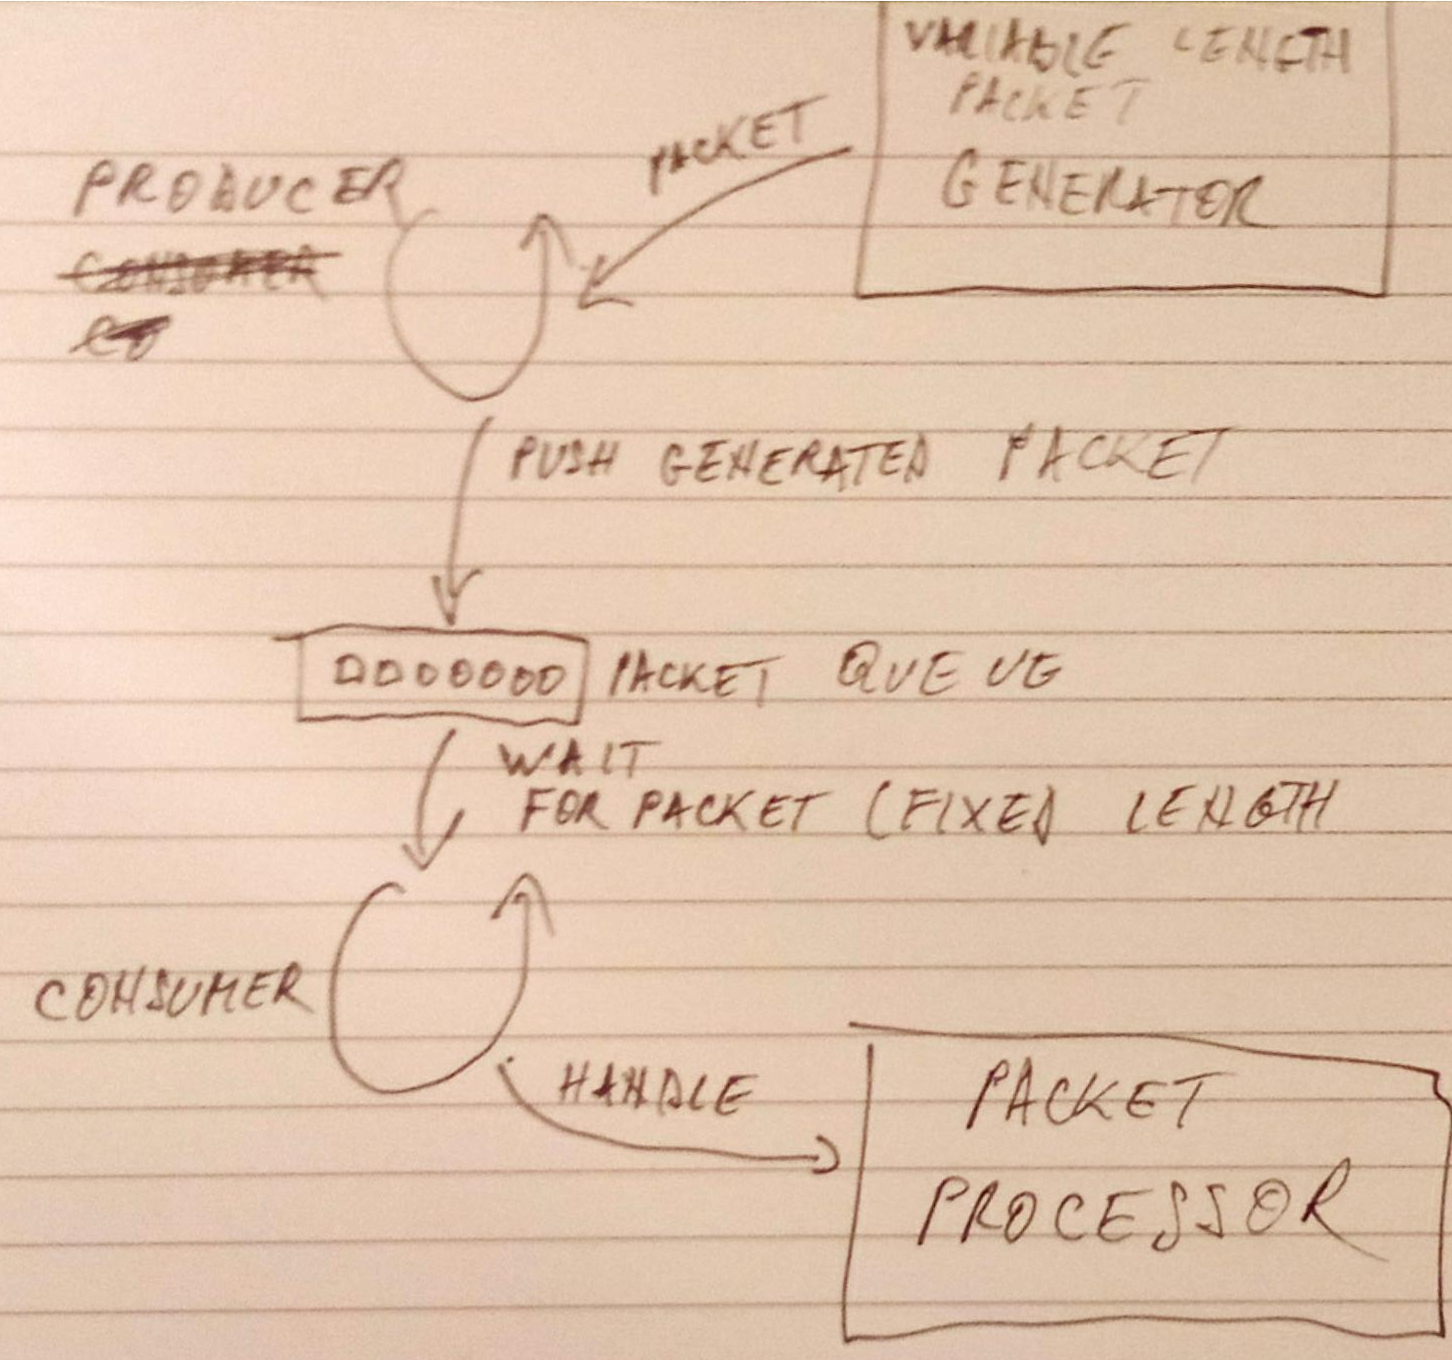 VARIABLE LENGTH
PACKET
GENERATOR
PACKET
PRODUCER
CONSUMER
CO
PUSH GENERATED PACKET
PACKET QUEUE
WAIT
FOR PACKET (FIXED LENGTH
CONSUMER
HANDLE
PACKET
PROCESSOR